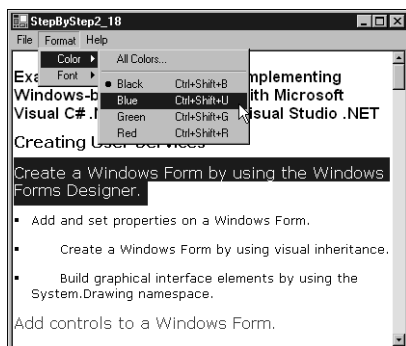 StepByStep2_18
File Format Help
Color
Font
All Colors...
Black Ctrl+Shift+B
Blue Ctrl+Shift+U
Green Ctrl+Shift+G
Red Ctrl+Shift+R
mplementing
Windows-b ith Microsoft
Visual C# . isual Studio .NET
Creating Services
Create a Windows Form by using the Windows
Forms Designer.
▪ Add and set properties on a Windows Form.
▪ Create a Windows Form by using visual inheritance.
▪ Build graphical interface elements by using the
System.Drawing namespace.
Add controls to a Windows Form.